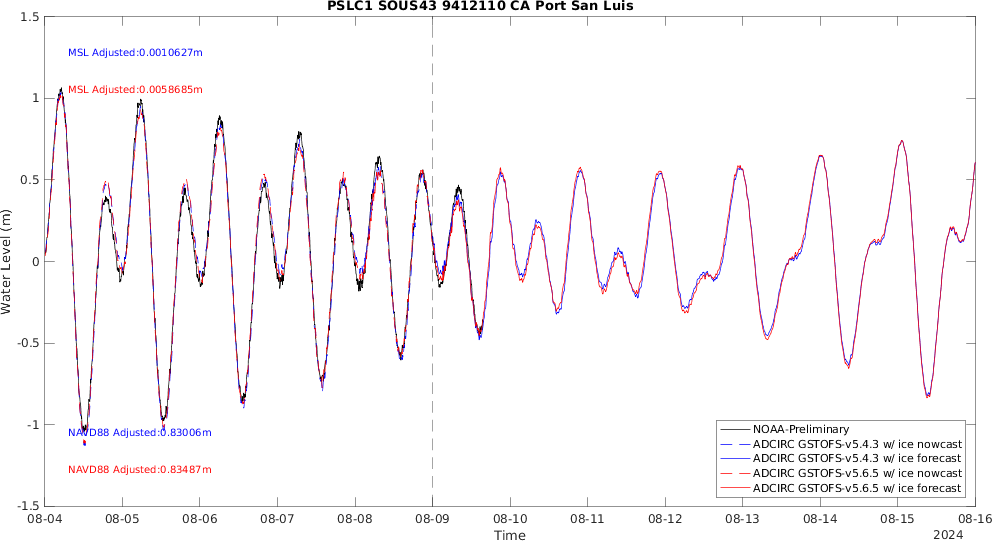 PSLC1 SOUS43 9412110 CA Port San Luis
1.5
MSL Adjusted:0.0010627m
MSL Adjusted:0.0058685m
1
0.5
Water Level (m)
0
-0.5
-1
NAVD88 Adjusted:0.83006m
NAVD88 Adjusted:0.83487m
-1.5
NOAA-Preliminary
ADCIRC GSTOFS-v5.4.3 w/ ice nowcast
ADCIRC GSTOFS-v5.4.3 w/ ice forecast
ADCIRC GSTOFS-v5.6.5 w/ ice nowcast
ADCIRC GSTOFS-v5.6.5 w/ ice forecast
08-04 08-05 08-06 08-07 08-08 08-09 08-10 08-11 08-12 08-13 08-14 08-15 08-16
Time
2024